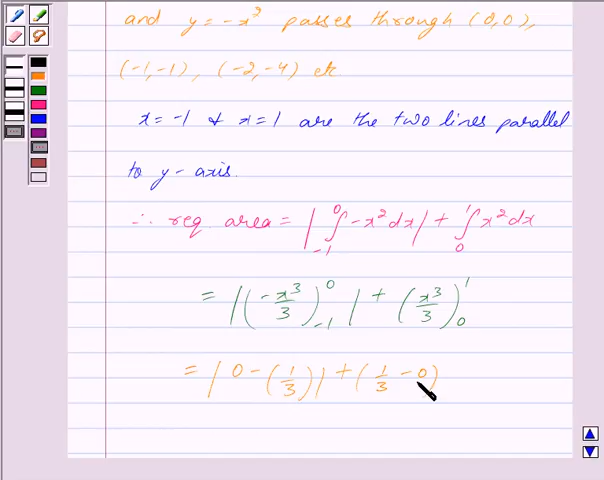 and y = -x³ passes through (0,0),
(-1,-1), (-2,-4) etc
x = -1 & x = 1 are the two lines parallel
to y-axis.
∴ req. area = |∫₋₁⁰ -x² dx| + ∫₀¹ x² dx
= |(-x³/3)₋₁⁰| + (x³/3)₀¹
= |0 - (1/3)| + (1/3 - 0)